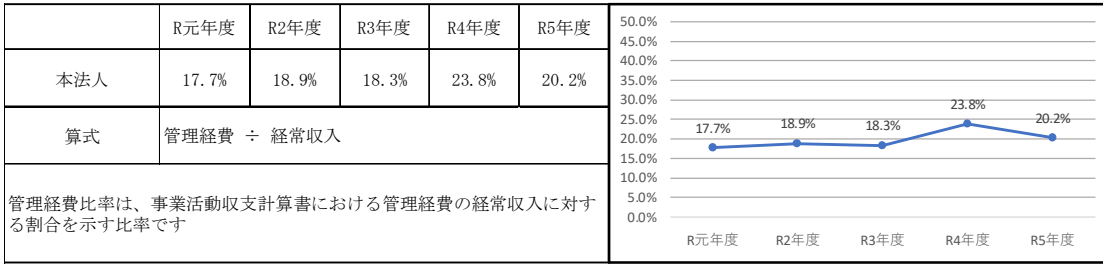 R元年度 R2年度 R3年度 R4年度 R5年度
本法人 17.7% 18.9% 18.3% 23.8% 20.2%
算式 管理経費 ÷ 経常収入
管理経費比率は、事業活動収支計算書における管理経費の経常収入に対す
る割合を示す比率です
50.0%
45.0%
40.0%
35.0%
30.0%
25.0%
20.0%
15.0%
10.0%
5.0%
0.0%
17.7% 18.9% 18.3% 23.8% 20.2%
R元年度 R2年度 R3年度 R4年度 R5年度